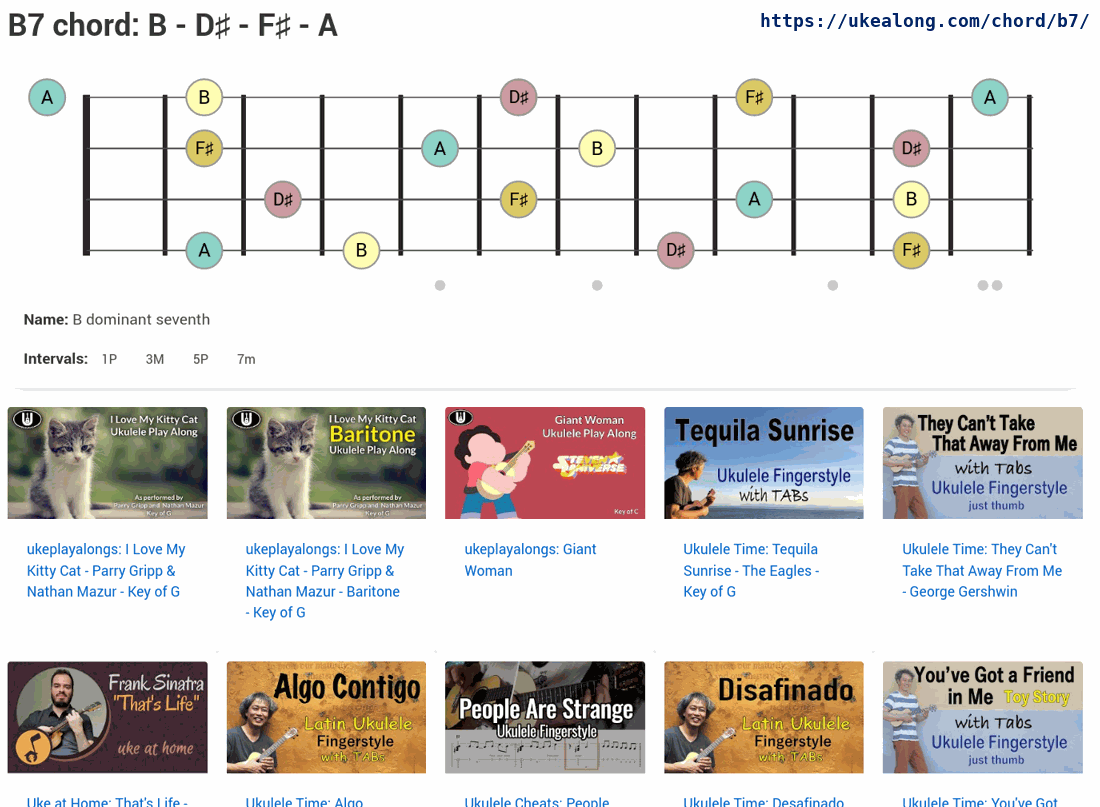 B7 chord: B - D♯ - F♯ - A
https://ukealong.com/chord/b7/
A B D♯ F♯ A
F♯ A B D♯
D♯ F♯ A B
A B D♯ F♯
Name: B dominant seventh
Intervals: 1P 3M 5P 7m
I Love My Kitty Cat
Ukulele Play Along
As performed by
Parry Gripp and Nathan Mazur
Key of G
I Love My Kitty Cat
Baritone
Ukulele Play Along
As performed by
Parry Gripp and Nathan Mazur
Key of G
Giant Woman
Ukulele Play Along
STEVEN UNIVERSE
Key of C
Tequila Sunrise
Ukulele Fingerstyle
with TABs
They Can't Take
That Away From Me
with Tabs
Ukulele Fingerstyle
just thumb
ukeplayalongs: I Love My
Kitty Cat - Parry Gripp &
Nathan Mazur - Key of G
ukeplayalongs: I Love My
Kitty Cat - Parry Gripp &
Nathan Mazur - Baritone
- Key of G
ukeplayalongs: Giant
Woman
Ukulele Time: Tequila
Sunrise - The Eagles -
Key of G
Ukulele Time: They Can't
Take That Away From Me
- George Gershwin
Frank Sinatra
"That's Life"
uke at home
Algo Contigo
Latin Ukulele
Fingerstyle
with TABs
People Are Strange
Ukulele Fingerstyle
Disafinado
Latin Ukulele
Fingerstyle
with TABs
You've Got a Friend
in Me Toy Story
with Tabs
Ukulele Fingerstyle
just thumb
Uke at Home: That's Life -
Ukulele Time: Algo
Ukulele Cheats: People
Ukulele Time: Desafinado
Ukulele Time: You've Got